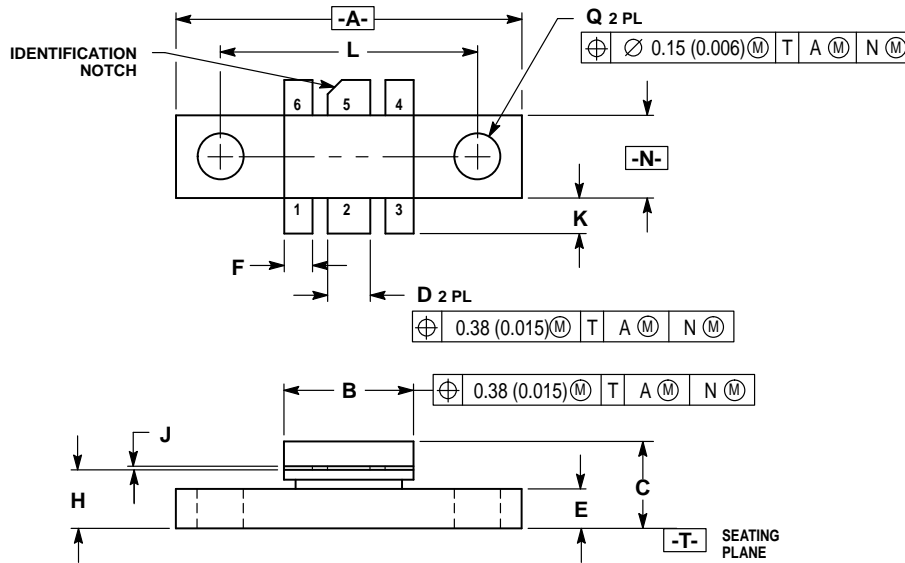 -A-
Q 2 PL
L
⌖ ∅ 0.15 (0.006) Ⓜ T A Ⓜ N Ⓜ
IDENTIFICATION
NOTCH
6 5 4
-N-
1 2 3
K
F
D 2 PL
⌖ 0.38 (0.015) Ⓜ T A Ⓜ N Ⓜ
B
⌖ 0.38 (0.015) Ⓜ T A Ⓜ N Ⓜ
J
H
E
C
-T- SEATING
PLANE